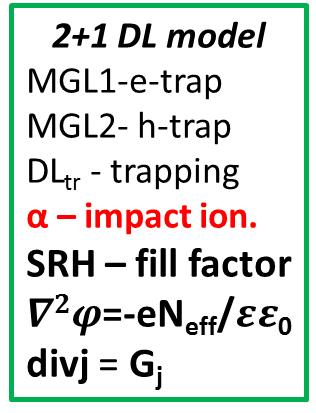 2+1 DL model
MGL1-e-trap
MGL2- h-trap
DLtr - trapping
α – impact ion.
SRH – fill factor
∇²φ=-eNeff/εε₀
divj = Gj